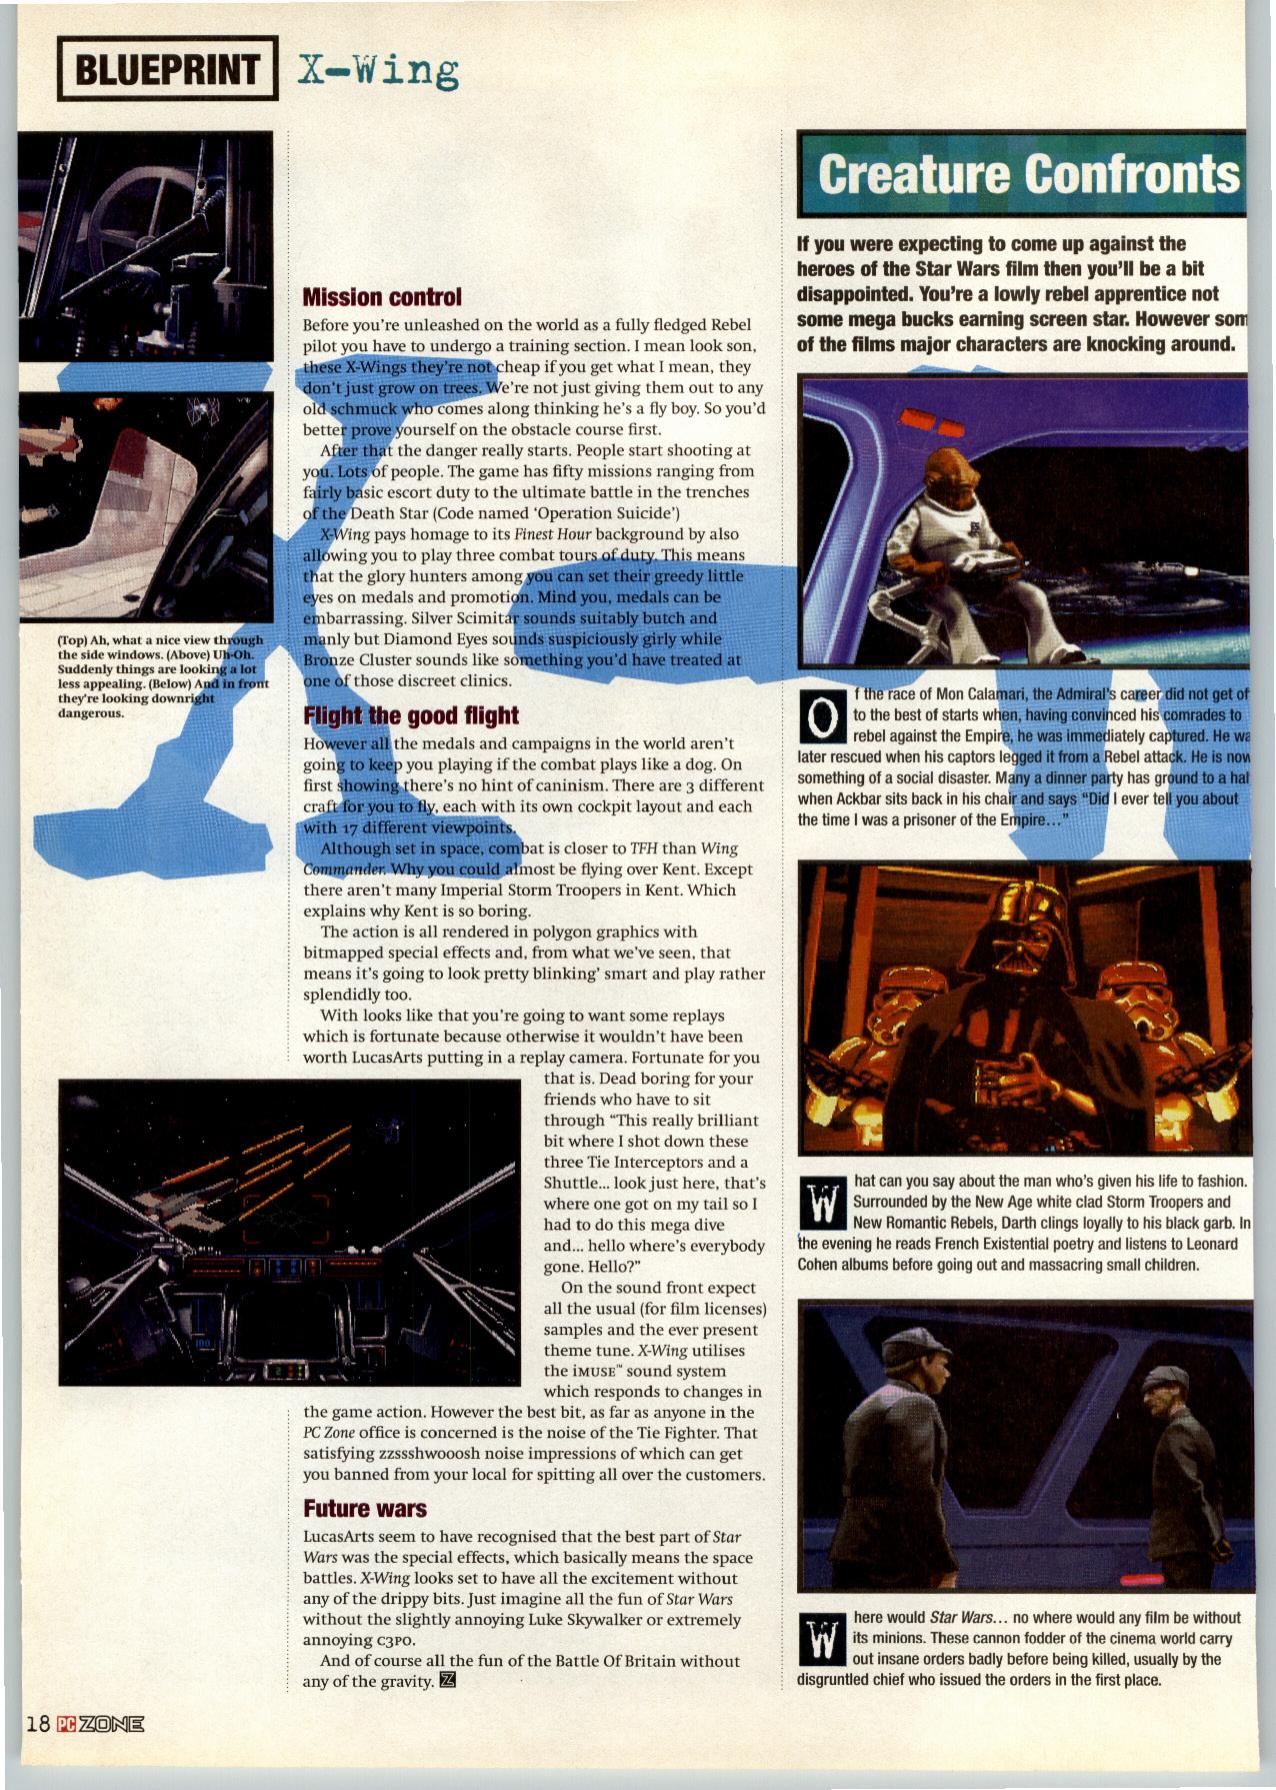 BLUEPRINT X-Wing
(Top) Ah, what a nice view through
the side windows. (Above) Uh-Oh.
Suddenly things are looking a lot
less appealing. (Below) And in front
they're looking downright
dangerous.
Mission control
Before you're unleashed on the world as a fully fledged Rebel
pilot you have to undergo a training section. I mean look son,
these X-Wings they're not cheap if you get what I mean, they
don't just grow on trees. We're not just giving them out to any
old schmuck who comes along thinking he's a fly boy. So you'd
better prove yourself on the obstacle course first.
After that the danger really starts. People start shooting at
you. Lots of people. The game has fifty missions ranging from
fairly basic escort duty to the ultimate battle in the trenches
of the Death Star (Code named 'Operation Suicide')
X-Wing pays homage to its Finest Hour background by also
allowing you to play three combat tours of duty. This means
that the glory hunters among you can set their greedy little
eyes on medals and promotion. Mind you, medals can be
embarrassing. Silver Scimitar sounds suitably butch and
manly but Diamond Eyes sounds suspiciously girly while
Bronze Cluster sounds like something you'd have treated at
one of those discreet clinics.
Flight the good flight
However all the medals and campaigns in the world aren't
going to keep you playing if the combat plays like a dog. On
first showing there's no hint of caninism. There are 3 different
craft for you to fly, each with its own cockpit layout and each
with 17 different viewpoints.
Although set in space, combat is closer to TFH than Wing
Commander. Why you could almost be flying over Kent. Except
there aren't many Imperial Storm Troopers in Kent. Which
explains why Kent is so boring.
The action is all rendered in polygon graphics with
bitmapped special effects and, from what we've seen, that
means it's going to look pretty blinking' smart and play rather
splendidly too.
With looks like that you're going to want some replays
which is fortunate because otherwise it wouldn't have been
worth LucasArts putting in a replay camera. Fortunate for you
that is. Dead boring for your
friends who have to sit
through "This really brilliant
bit where I shot down these
three Tie Interceptors and a
Shuttle... look just here, that's
where one got on my tail so I
had to do this mega dive
and... hello where's everybody
gone. Hello?"
On the sound front expect
all the usual (for film licenses)
samples and the ever present
theme tune. X-Wing utilises
the iMUSE™ sound system
which responds to changes in
the game action. However the best bit, as far as anyone in the
PC Zone office is concerned is the noise of the Tie Fighter. That
satisfying zzssshwooosh noise impressions of which can get
you banned from your local for spitting all over the customers.
Future wars
LucasArts seem to have recognised that the best part of Star
Wars was the special effects, which basically means the space
battles. X-Wing looks set to have all the excitement without
any of the drippy bits. Just imagine all the fun of Star Wars
without the slightly annoying Luke Skywalker or extremely
annoying C3PO.
And of course all the fun of the Battle Of Britain without
any of the gravity. Z
Creature Confronts
If you were expecting to come up against the
heroes of the Star Wars film then you'll be a bit
disappointed. You're a lowly rebel apprentice not
some mega bucks earning screen star. However som
of the films major characters are knocking around.
Of the race of Mon Calamari, the Admiral's career did not get of
to the best of starts when, having convinced his comrades to
rebel against the Empire, he was immediately captured. He wa
later rescued when his captors legged it from a Rebel attack. He is now
something of a social disaster. Many a dinner party has ground to a hal
when Ackbar sits back in his chair and says "Did I ever tell you about
the time I was a prisoner of the Empire..."
What can you say about the man who's given his life to fashion.
Surrounded by the New Age white clad Storm Troopers and
New Romantic Rebels, Darth clings loyally to his black garb. In
the evening he reads French Existential poetry and listens to Leonard
Cohen albums before going out and massacring small children.
Where would Star Wars... no where would any film be without
its minions. These cannon fodder of the cinema world carry
out insane orders badly before being killed, usually by the
disgruntled chief who issued the orders in the first place.
18 PC ZONE